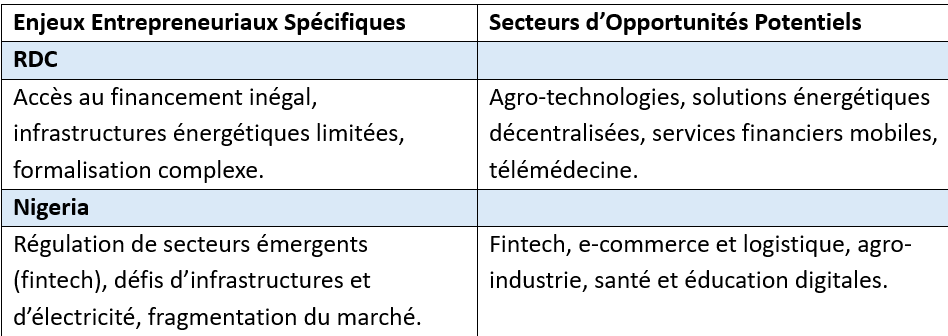 Enjeux Entrepreneuriaux Spécifiques
Secteurs d’Opportunités Potentiels
RDC
Accès au financement inégal,
infrastructures énergétiques limitées,
formalisation complexe.
Agro-technologies, solutions énergétiques
décentralisées, services financiers mobiles,
télémédecine.
Nigeria
Régulation de secteurs émergents
(fintech), défis d’infrastructures et
d’électricité, fragmentation du marché.
Fintech, e-commerce et logistique, agro-
industrie, santé et éducation digitales.